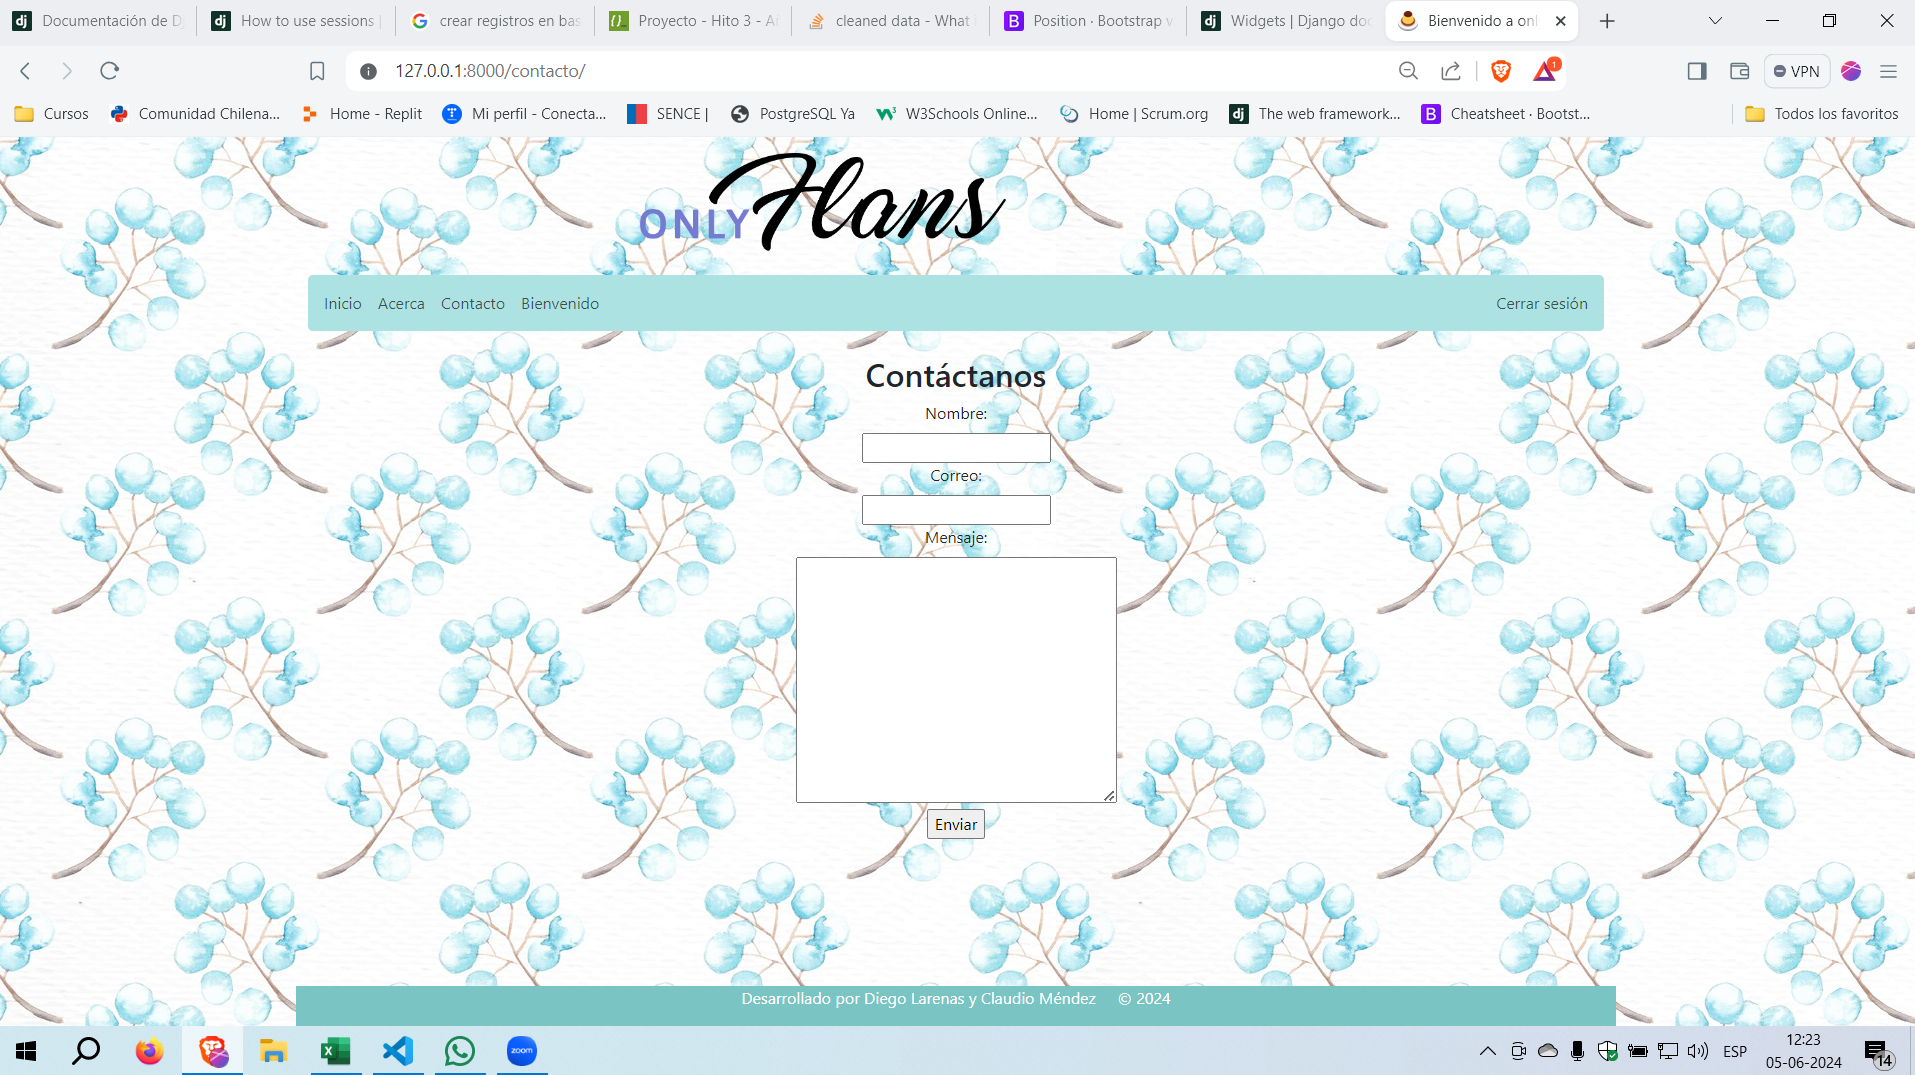 Documentación de D
How to use sessions |
crear registros en bas
Proyecto - Hito 3 - A
cleaned data - What i
Position · Bootstrap v
Widgets | Django doc
Bienvenido a onl
127.0.0.1:8000/contacto/
1
VPN
Cursos
Comunidad Chilena...
Home - Replit
Mi perfil - Conecta...
SENCE |
PostgreSQL Ya
W3Schools Online...
Home | Scrum.org
The web framework...
Cheatsheet · Bootst...
Todos los favoritos
ONLY Flans
Inicio Acerca Contacto Bienvenido Cerrar sesión
Contáctanos
Nombre:
Correo:
Mensaje:
Enviar
Desarrollado por Diego Larenas y Claudio Méndez © 2024
zoom
ESP
12:23
05-06-2024
14